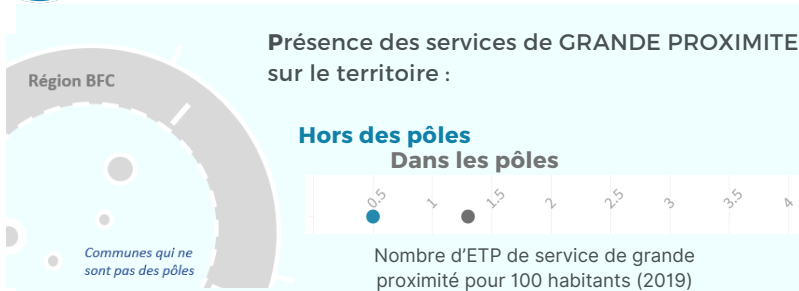 Présence des services de GRANDE PROXIMITE
sur le territoire :
Région BFC
Hors des pôles
Dans les pôles
0.5 1 1.5 2 2.5 3 3.5 4
Communes qui ne
sont pas des pôles
Nombre d'ETP de service de grande
proximité pour 100 habitants (2019)